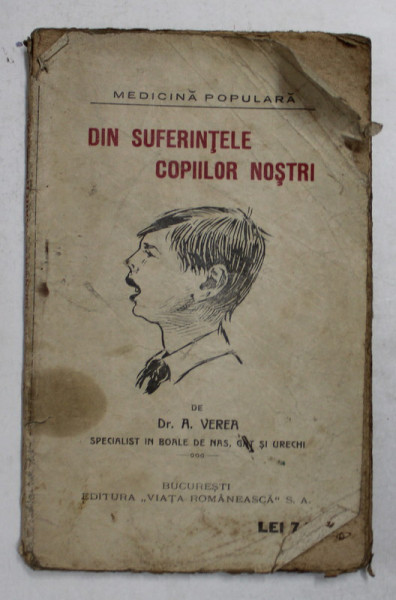 MEDICINĂ POPULARĂ
DIN SUFERINŢELE
COPIILOR NOŞTRI
DE
Dr. A. VEREA
SPECIALIST IN BOALE DE NAS, GÂT ŞI URECHI
BUCUREŞTI
EDITURA „VIAŢA ROMÂNEASCĂ" S. A.
LEI 7